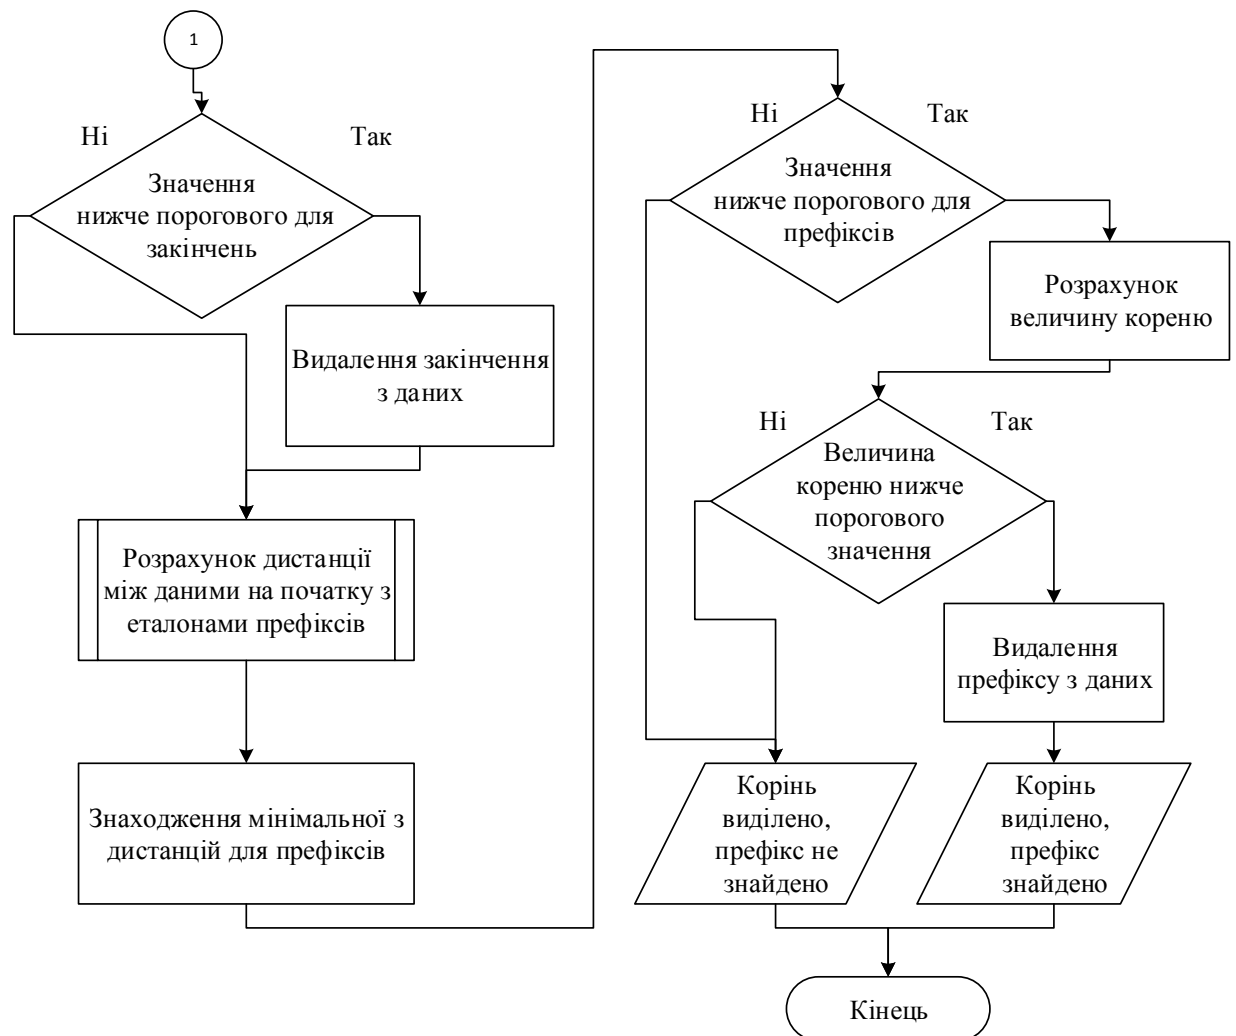 1
Ні
Так
Значення
нижче порогового для
закінчень
Видалення закінчення
з даних
Розрахунок дистанції
між даними на початку з
еталонами префіксів
Знаходження мінімальної з
дистанцій для префіксів
Ні
Так
Значення
нижче порогового для
префіксів
Розрахунок
величину кореню
Ні
Так
Величина
кореню нижче
порогового
значення
Видалення
префіксу з даних
Корінь
виділено,
префікс не
знайдено
Корінь
виділено,
префікс
знайдено
Кінець